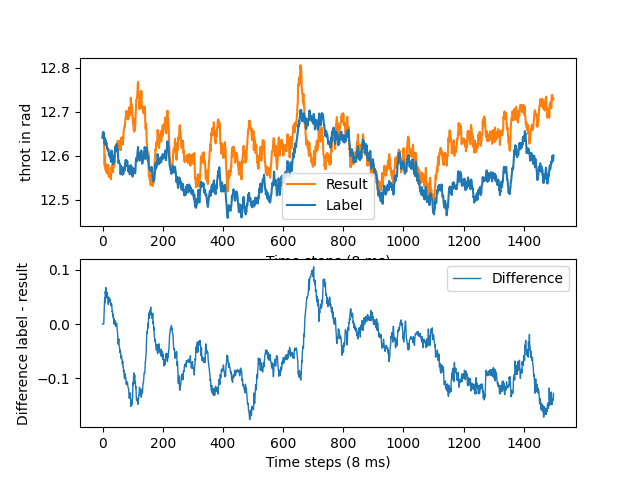 12.8
12.7
12.6
12.5
throt in rad
Result
Label
0 200 400 600 800 1000 1200 1400
Time steps (8 ms)
0.1
0.0
−0.1
Difference label - result
Difference
0 200 400 600 800 1000 1200 1400
Time steps (8 ms)